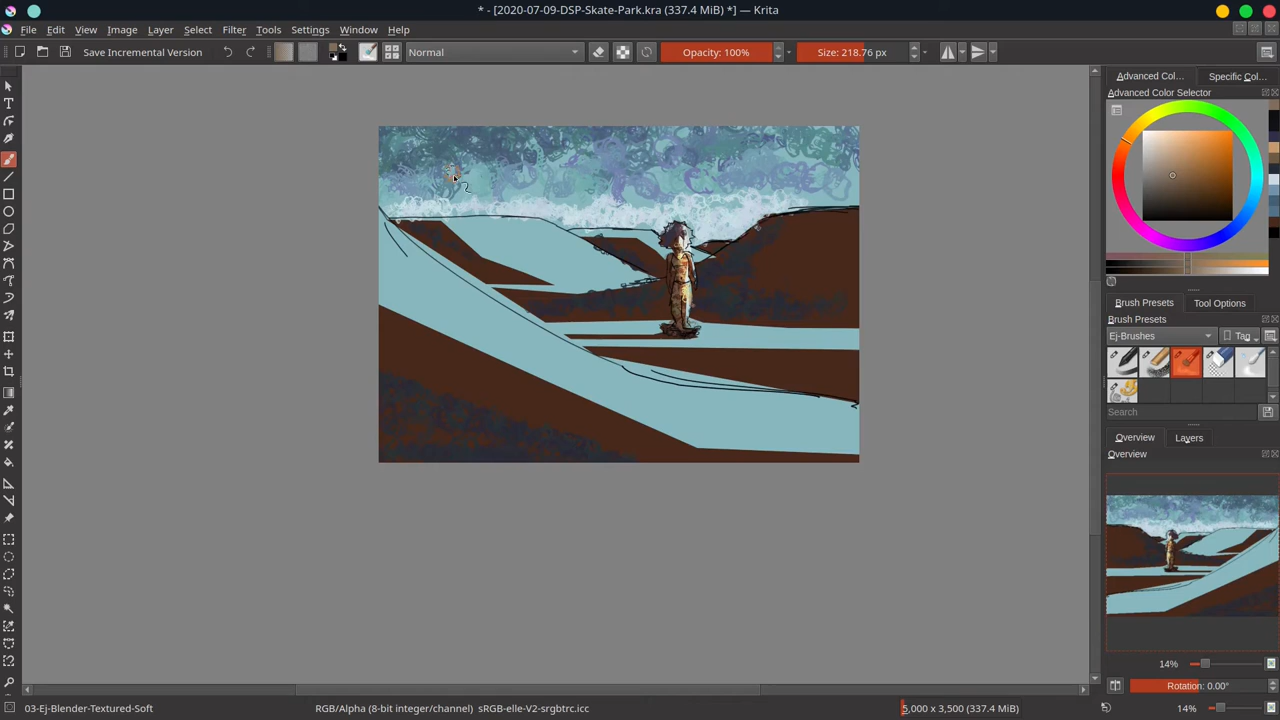 * - [2020-07-09-DSP-Skate-Park.kra (337.4 MiB) *] — Krita
File Edit View Image Layer Select Filter Tools Settings Window Help
Save Incremental Version Normal Opacity: 100% Size: 218.76 px
Advanced Col... Specific Col...
Advanced Color Selector
Brush Presets Tool Options
Brush Presets
Ej-Brushes Tag
Search
Overview Layers
Overview
14%
Rotation: 0.00°
03-Ej-Blender-Textured-Soft RGB/Alpha (8-bit integer/channel) sRGB-elle-V2-srgbtrc.icc 5,000 x 3,500 (337.4 MiB) 14%